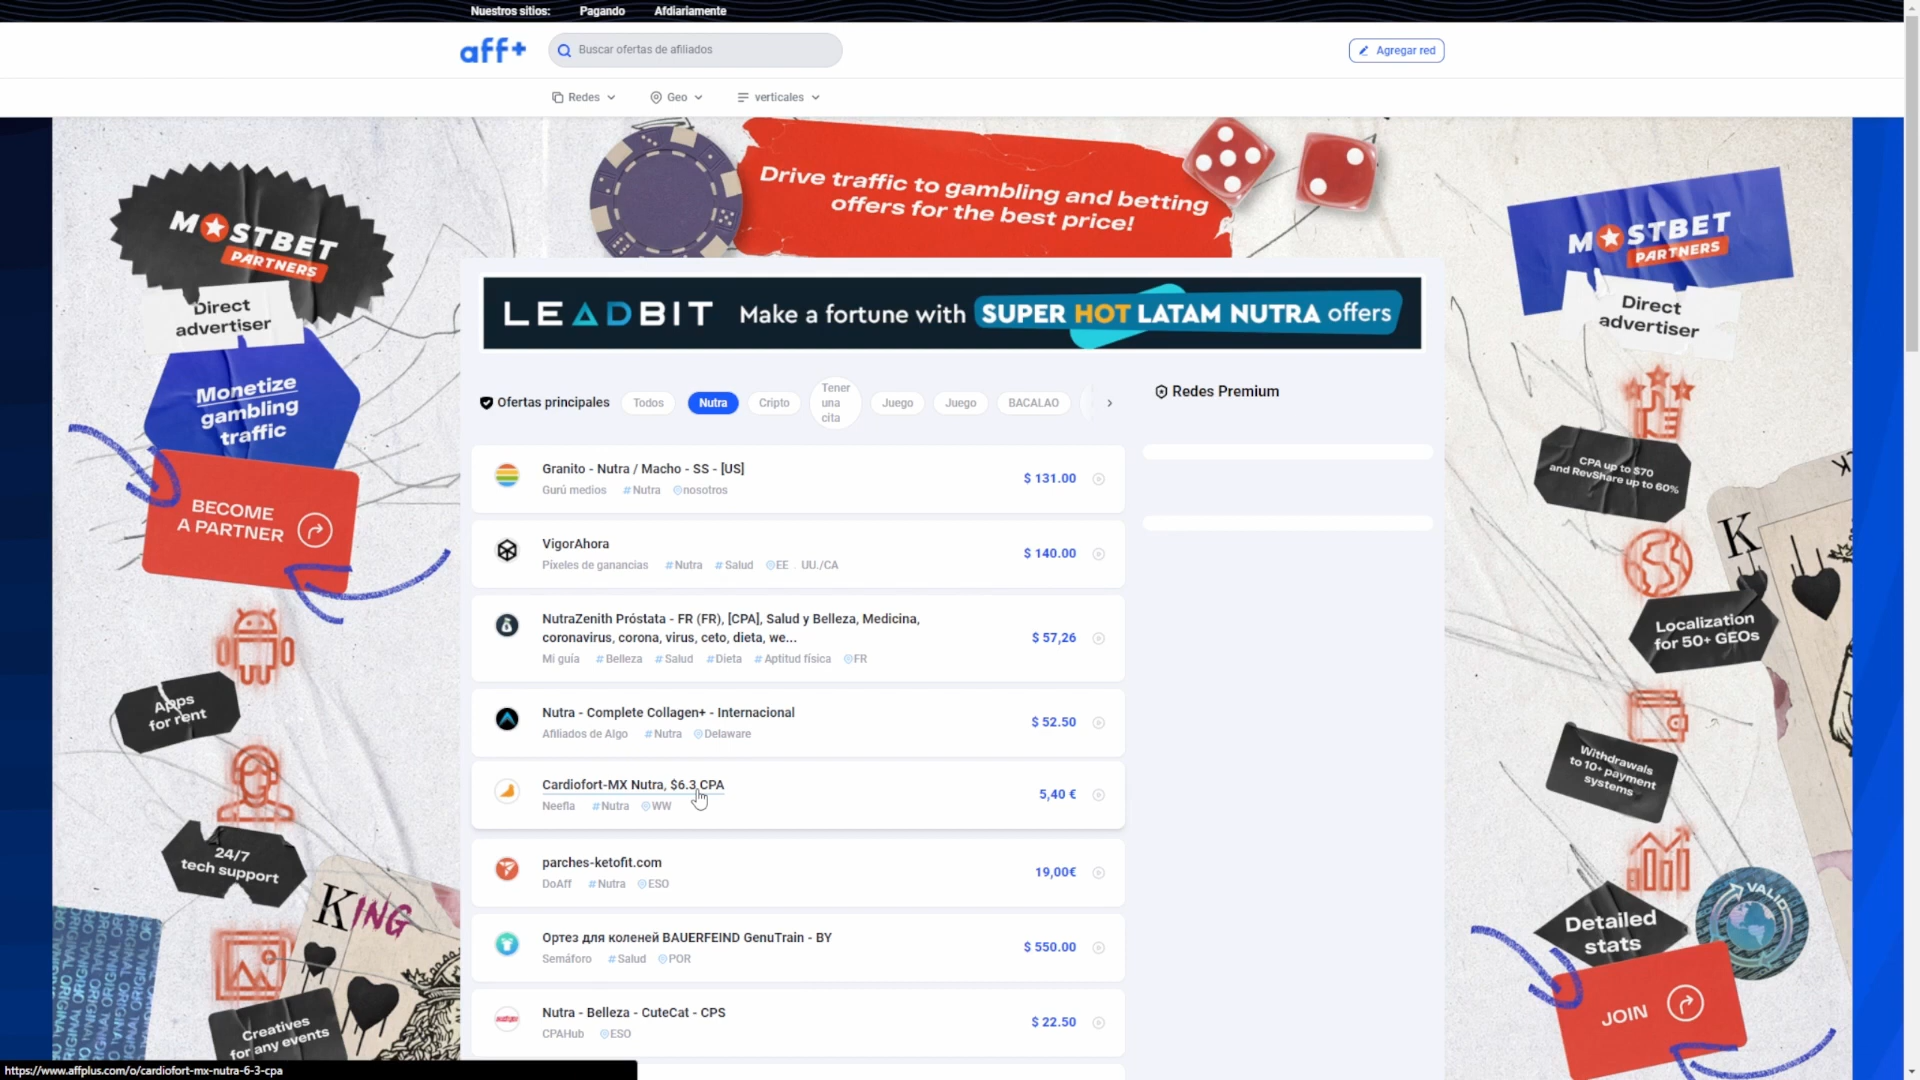 Nuestros sitios: Pagando Afdiariamente
aff+ Buscar ofertas de afiliados Agregar red
Redes Geo verticales
Drive traffic to gambling and betting
offers for the best price!
MOSTBET
PARTNERS
Direct
advertiser
Monetize
gambling
traffic
BECOME
A PARTNER
Apps
for rent
24/7
tech support
KING
Creatives
for any events
ORIGINAL ORIGINAL
LEADBIT Make a fortune with SUPER HOT LATAM NUTRA offers
Ofertas principales Todos Nutra Cripto Tener
una
cita Juego Juego BACALAO
Granito - Nutra / Macho - SS - [US]
Gurú medios #Nutra nosotros
$ 131.00
VigorAhora
Píxeles de ganancias #Nutra #Salud EE . UU./CA
$ 140.00
NutraZenith Próstata - FR (FR), [CPA], Salud y Belleza, Medicina,
coronavirus, corona, virus, ceto, dieta, we...
Mi guía #Belleza #Salud #Dieta #Aptitud física FR
$ 57,26
Nutra - Complete Collagen+ - Internacional
Afiliados de Algo #Nutra Delaware
$ 52.50
Cardiofort-MX Nutra, $6.3 CPA
Neefla #Nutra WW
5,40 €
parches-ketofit.com
DoAff #Nutra ESO
19,00€
Ортез для коленей BAUERFEIND GenuTrain - BY
Semáforo #Salud POR
$ 550.00
Nutra - Belleza - CuteCat - CPS
CPAHub ESO
$ 22.50
Redes Premium
MOSTBET
PARTNERS
Direct
advertiser
CPA up to $70
and RevShare up to 60%
K
Localization
for 50+ GEOs
Withdrawals
to 10+ payment
systems
VALID
Detailed
stats
JOIN
https://www.affplus.com/o/cardiofort-mx-nutra-6-3-cpa